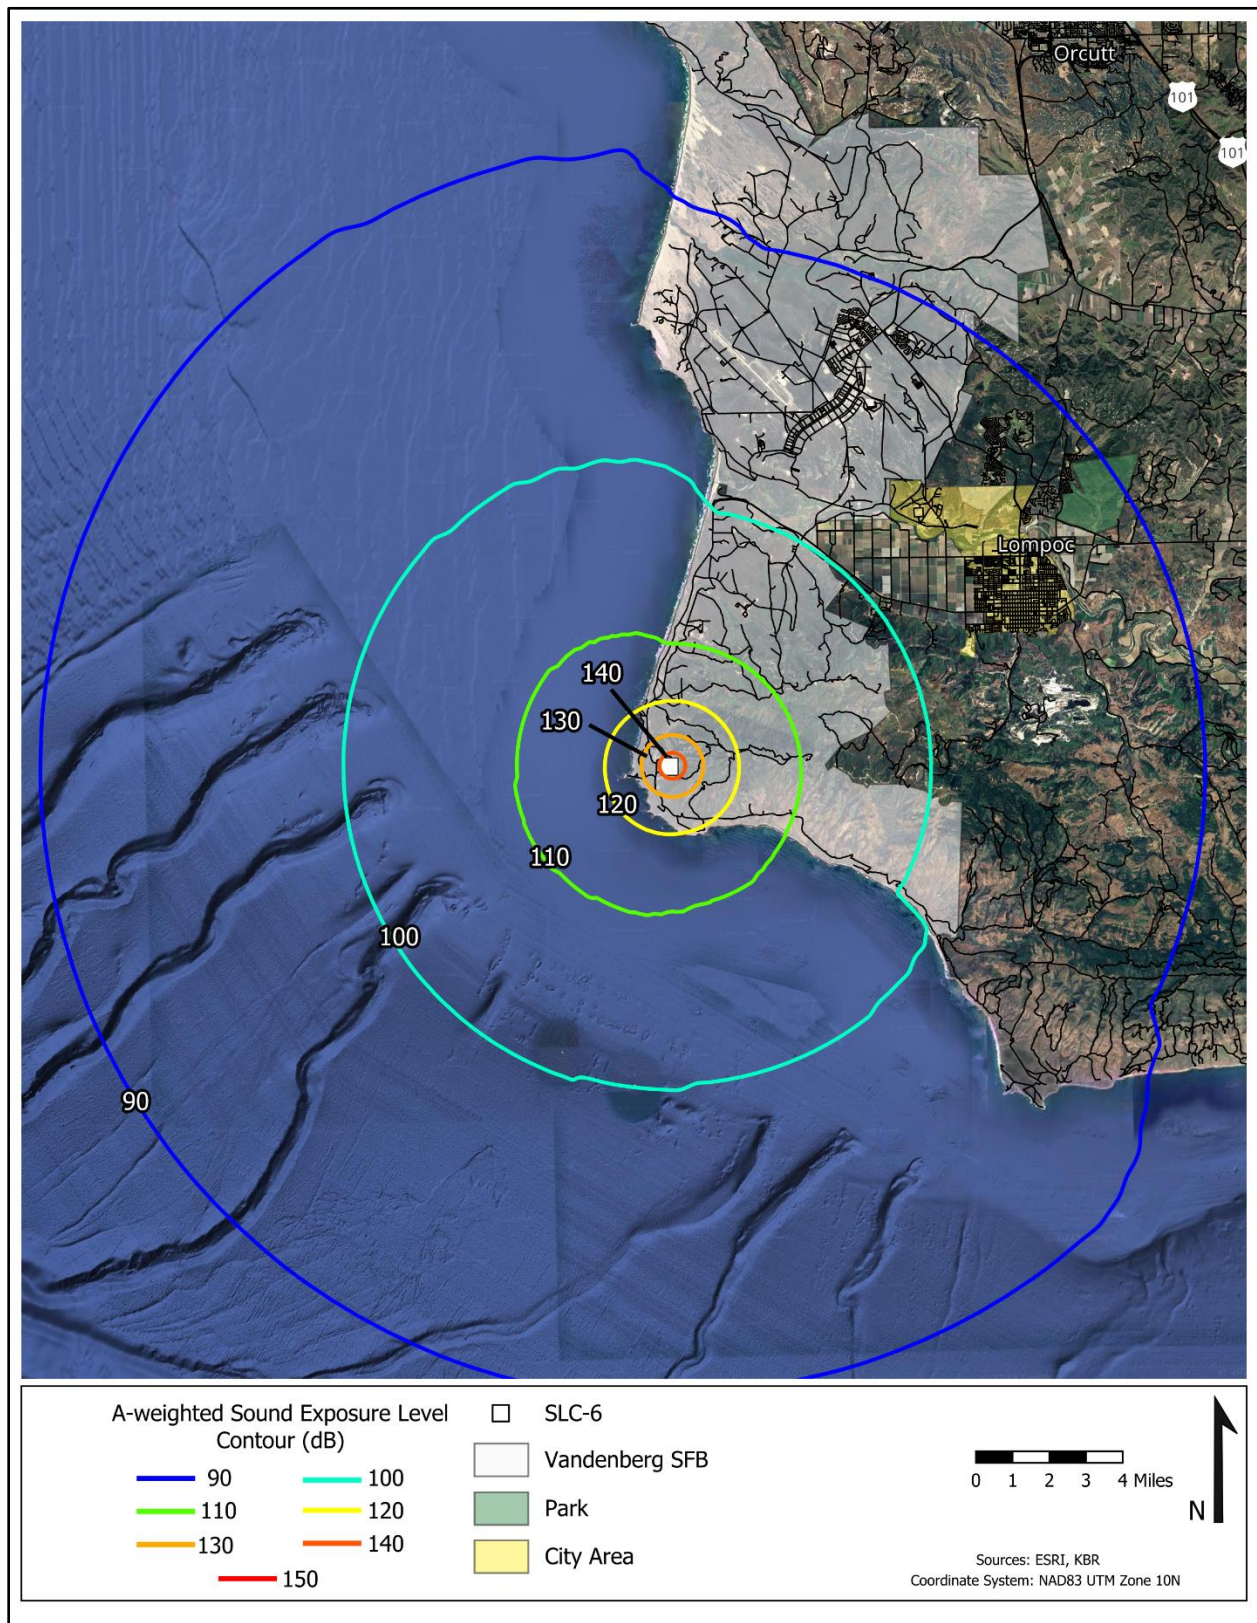 Orcutt
101
101
Lompoc
140
130
120
110
100
90
A-weighted Sound Exposure Level
Contour (dB)
90
100
110
120
130
140
150
SLC-6
Vandenberg SFB
Park
City Area
0 1 2 3 4 Miles
N
Sources: ESRI, KBR
Coordinate System: NAD83 UTM Zone 10N